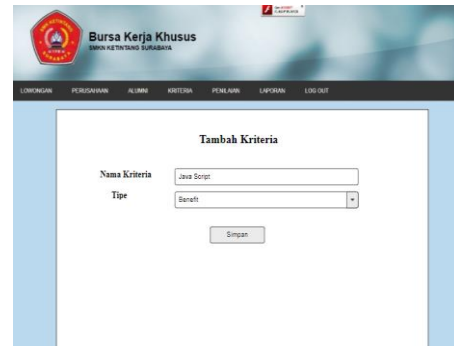 Bursa Kerja Khusus
SMKN KETINTANG SURABAYA
LOWONGAN PERUSAHAAN ALUMNI KRITERIA PENILAIAN LAPORAN LOG OUT
Tambah Kriteria
Nama Kriteria Java Script
Tipe Benefit
Simpan